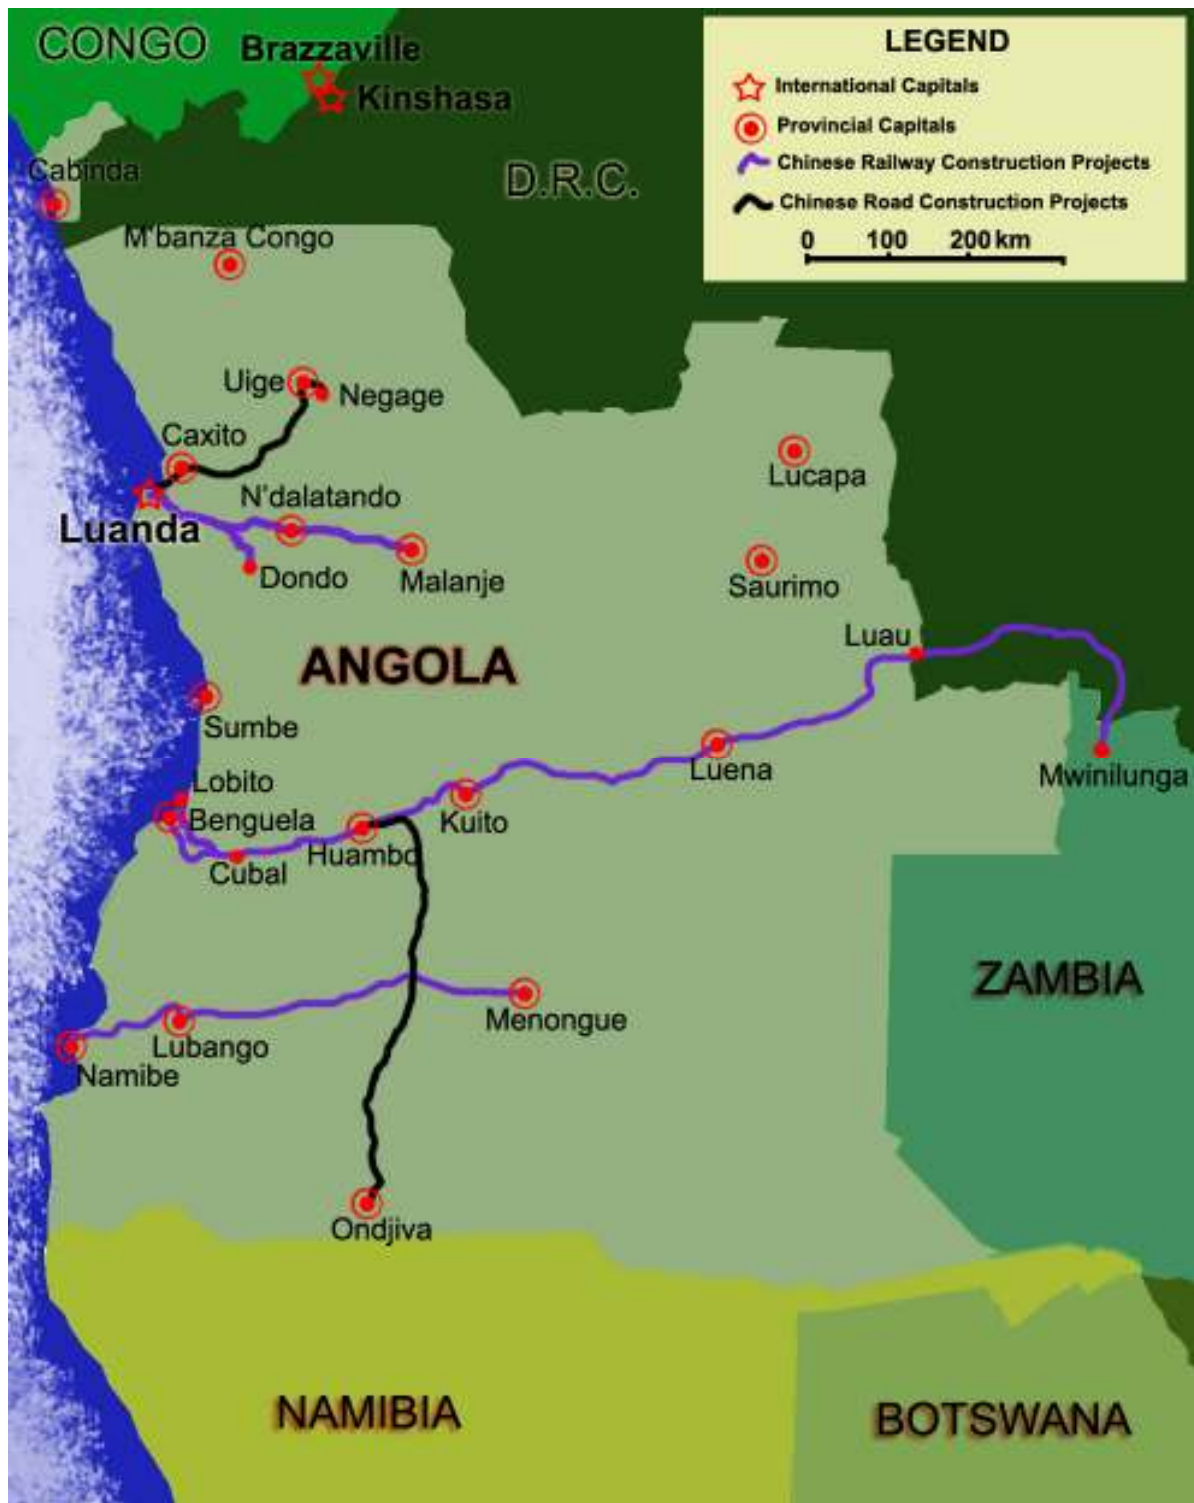 CONGO
Brazzaville
Kinshasa
LEGEND
International Capitals
Provincial Capitals
Chinese Railway Construction Projects
Chinese Road Construction Projects
0 100 200 km
Cabinda
D.R.C.
M'banza Congo
Uige
Negage
Caxito
Lucapa
N'dalatando
Luanda
Dondo
Malanje
Saurimo
Luau
ANGOLA
Sumbe
Lobito
Luena
Mwinilunga
Benguela
Kuito
Huambo
Cubal
ZAMBIA
Menongue
Lubango
Namibe
Ondjiva
NAMIBIA
BOTSWANA